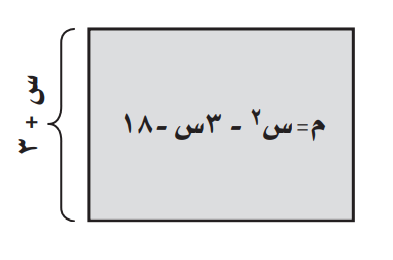 م = س٢ - ٣س - ١٨
س + ٣